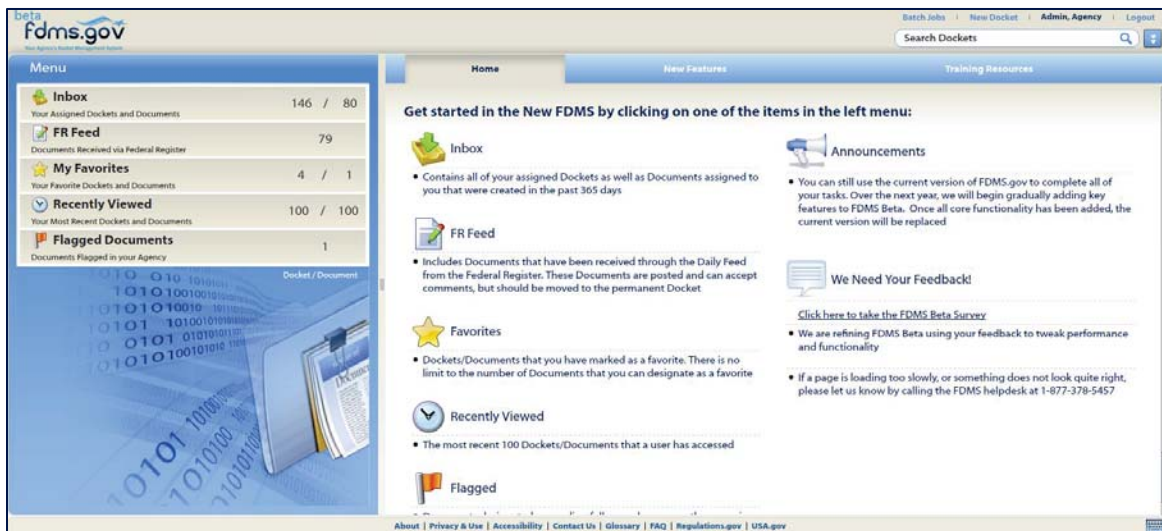 beta
fdms.gov
Your Agency's Docket Management System
Batch Jobs | New Docket | Admin, Agency | Logout
Search Dockets
Menu
Home
New Features
Training Resources
Inbox
146 / 80
Your Assigned Dockets and Documents
FR Feed
79
Documents Received via Federal Register
My Favorites
4 / 1
Your Favorite Dockets and Documents
Recently Viewed
100 / 100
Your Most Recent Dockets and Documents
Flagged Documents
1
Documents Flagged in your Agency
Docket / Document
Get started in the New FDMS by clicking on one of the items in the left menu:
Inbox
• Contains all of your assigned Dockets as well as Documents assigned to
you that were created in the past 365 days
FR Feed
• Includes Documents that have been received through the Daily Feed
from the Federal Register. These Documents are posted and can accept
comments, but should be moved to the permanent Docket
Favorites
• Dockets/Documents that you have marked as a favorite. There is no
limit to the number of Documents that you can designate as a favorite
Recently Viewed
• The most recent 100 Dockets/Documents that a user has accessed
Flagged
Announcements
• You can still use the current version of FDMS.gov to complete all of
your tasks. Over the next year, we will begin gradually adding key
features to FDMS Beta. Once all core functionality has been added, the
current version will be replaced
We Need Your Feedback!
Click here to take the FDMS Beta Survey
• We are refining FDMS Beta using your feedback to tweak performance
and functionality
• If a page is loading too slowly, or something does not look quite right,
please let us know by calling the FDMS helpdesk at 1-877-378-5457
About | Privacy & Use | Accessibility | Contact Us | Glossary | FAQ | Regulations.gov | USA.gov